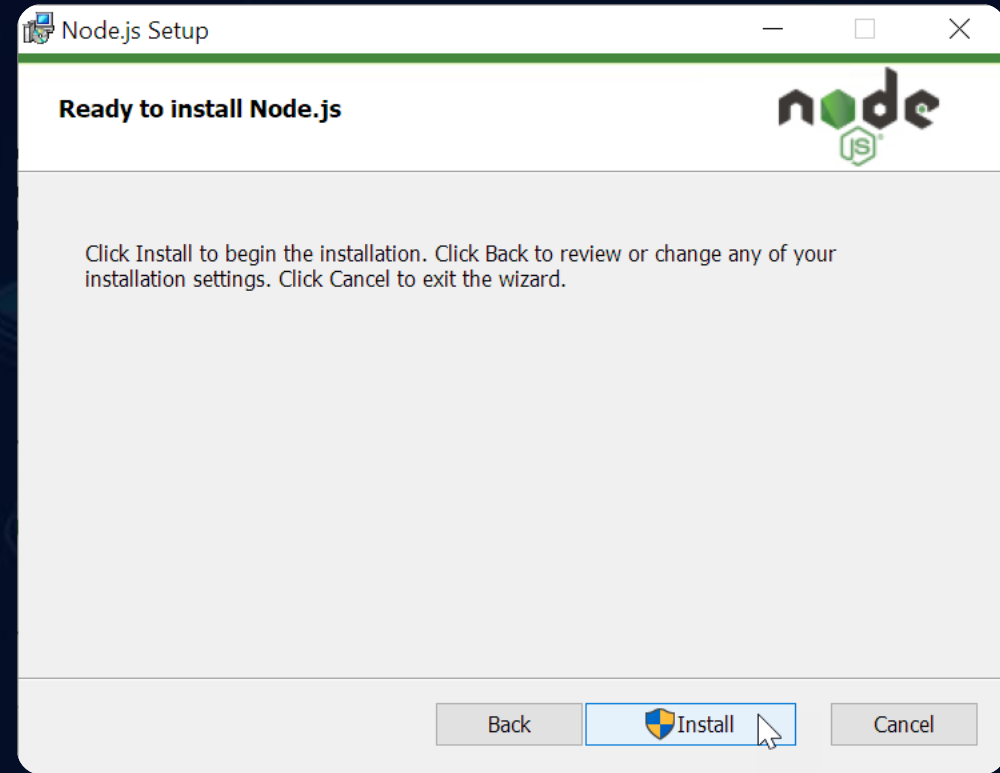 Node.js Setup
Ready to install Node.js
node
JS
Click Install to begin the installation. Click Back to review or change any of your
installation settings. Click Cancel to exit the wizard.
Back
Install
Cancel